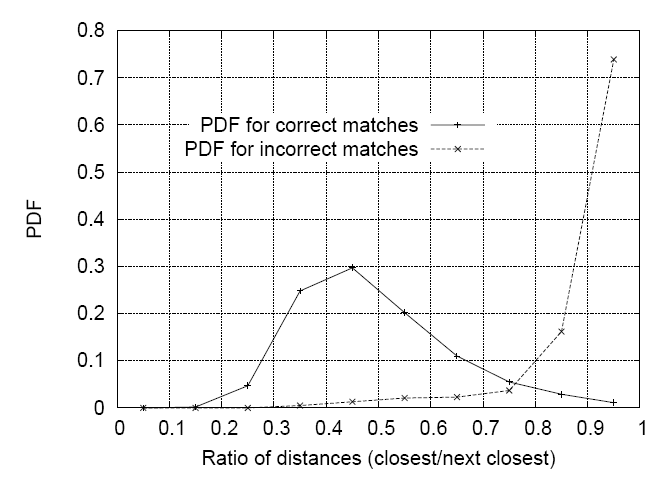 0.8
0.7
0.6
0.5
0.4
0.3
0.2
0.1
0
PDF
PDF for correct matches
PDF for incorrect matches
0 0.1 0.2 0.3 0.4 0.5 0.6 0.7 0.8 0.9 1
Ratio of distances (closest/next closest)